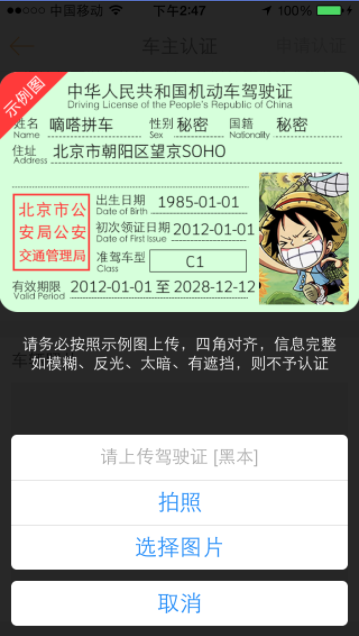 中国移动 下午2:47 100%
车主认证 申请认证
示例图
中华人民共和国机动车驾驶证
Driving License of the People's Republic of China
姓名 嘀嗒拼车 性别 秘密 国籍 秘密
Name Sex Nationality
住址 北京市朝阳区望京SOHO
Address
北京市公
安局公安
交通管理局
出生日期 1985-01-01
Date of Birth
初次领证日期 2012-01-01
Date of First Issue
准驾车型 C1
Class
有效期限 2012-01-01 至 2028-12-12
Valid Period
请务必按照示例图上传，四角对齐，信息完整
如模糊、反光、太暗、有遮挡，则不予认证
请上传驾驶证 [黑本]
拍照
选择图片
取消